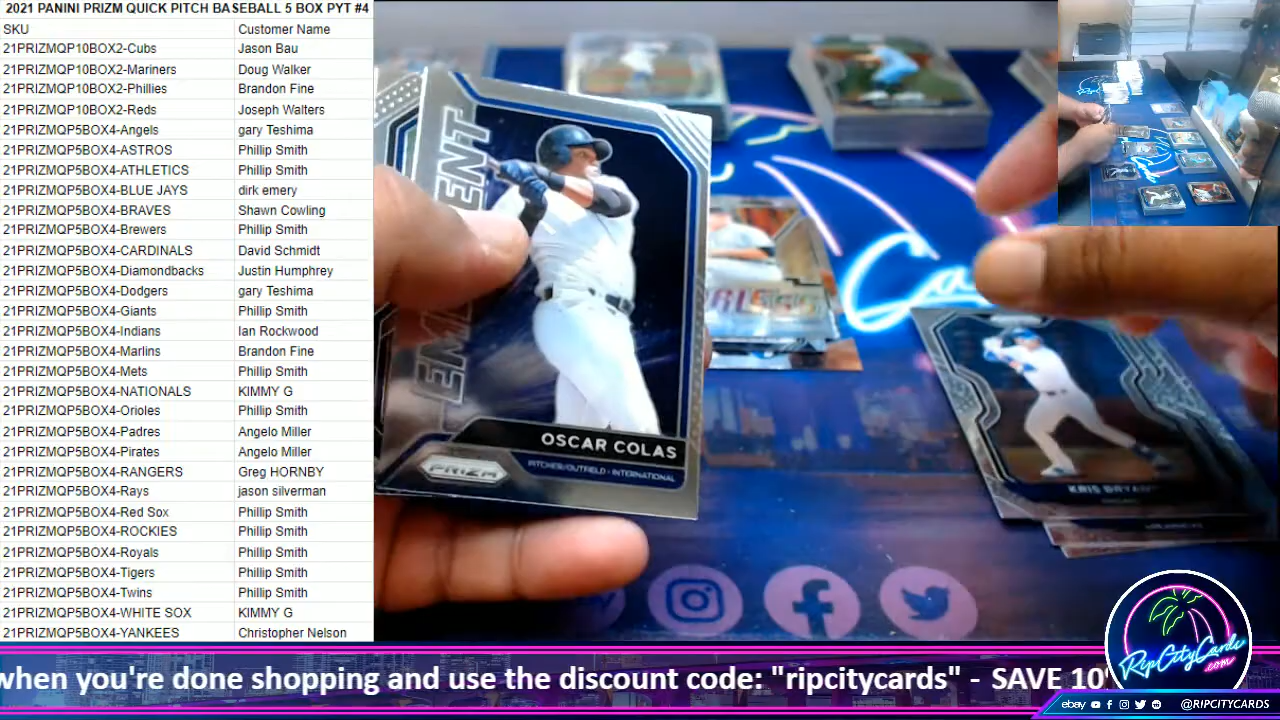 2021 PANINI PRIZM QUICK PITCH BASEBALL 5 BOX PYT #4
SKU Customer Name
21PRIZMQP10BOX2-Cubs Jason Bau
21PRIZMQP10BOX2-Mariners Doug Walker
21PRIZMQP10BOX2-Phillies Brandon Fine
21PRIZMQP10BOX2-Reds Joseph Walters
21PRIZMQP5BOX4-Angels gary Teshima
21PRIZMQP5BOX4-ASTROS Phillip Smith
21PRIZMQP5BOX4-ATHLETICS Phillip Smith
21PRIZMQP5BOX4-BLUE JAYS dirk emery
21PRIZMQP5BOX4-BRAVES Shawn Cowling
21PRIZMQP5BOX4-Brewers Phillip Smith
21PRIZMQP5BOX4-CARDINALS David Schmidt
21PRIZMQP5BOX4-Diamondbacks Justin Humphrey
21PRIZMQP5BOX4-Dodgers gary Teshima
21PRIZMQP5BOX4-Giants Phillip Smith
21PRIZMQP5BOX4-Indians Ian Rockwood
21PRIZMQP5BOX4-Marlins Brandon Fine
21PRIZMQP5BOX4-Mets Phillip Smith
21PRIZMQP5BOX4-NATIONALS KIMMY G
21PRIZMQP5BOX4-Orioles Phillip Smith
21PRIZMQP5BOX4-Padres Angelo Miller
21PRIZMQP5BOX4-Pirates Angelo Miller
21PRIZMQP5BOX4-RANGERS Greg HORNBY
21PRIZMQP5BOX4-Rays jason silverman
21PRIZMQP5BOX4-Red Sox Phillip Smith
21PRIZMQP5BOX4-ROCKIES Phillip Smith
21PRIZMQP5BOX4-Royals Phillip Smith
21PRIZMQP5BOX4-Tigers Phillip Smith
21PRIZMQP5BOX4-Twins Phillip Smith
21PRIZMQP5BOX4-WHITE SOX KIMMY G
21PRIZMQP5BOX4-YANKEES Christopher Nelson
OSCAR COLAS
PITCHER/OUTFIELD - INTERNATIONAL
PRIZM
Ca
KRIS BRYANT
when you're done shopping and use the discount code: "ripcitycards" - SAVE 10
RipCityCards
.com
ebay @RIPCITYCARDS